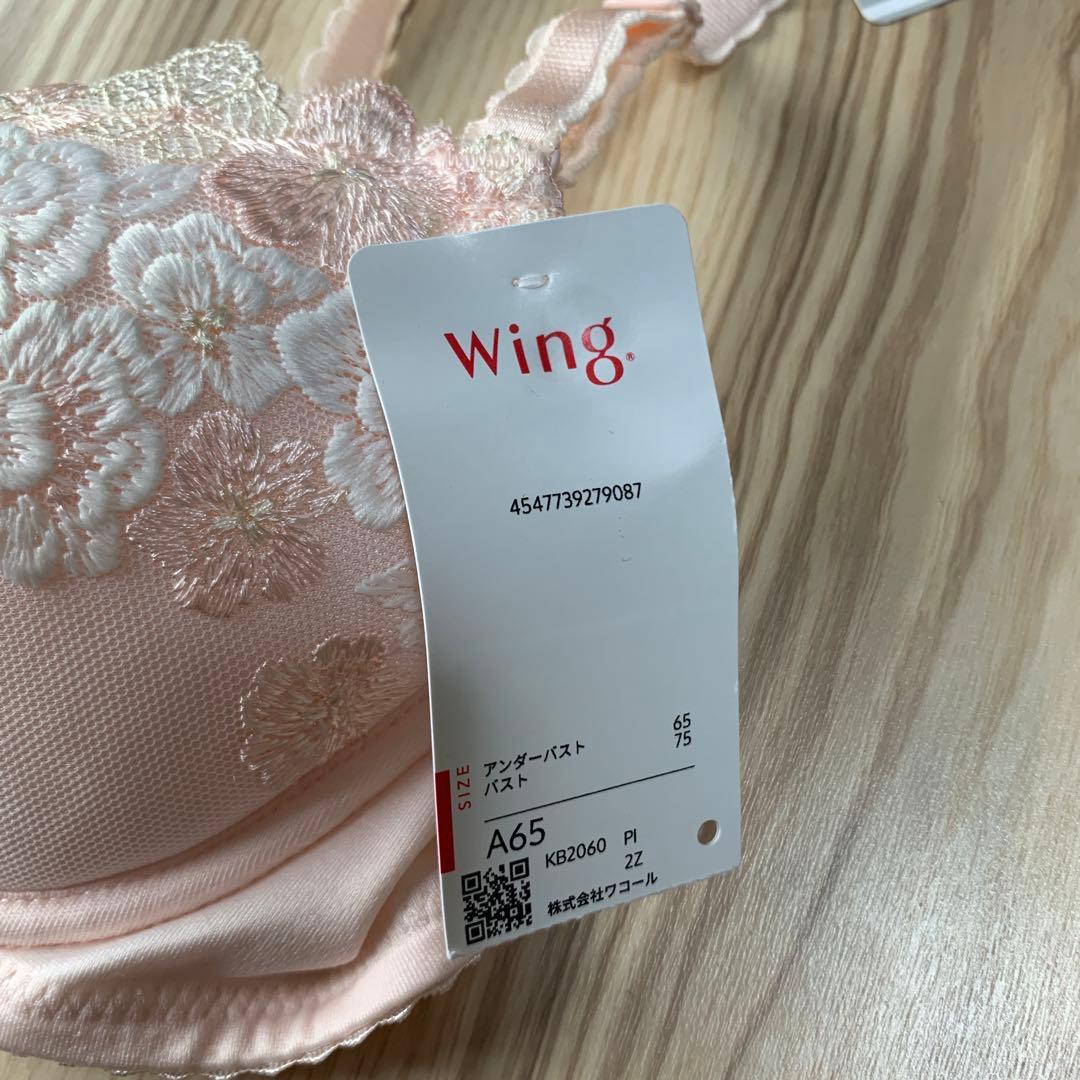 Wing®
4547739279087
SIZE
アンダーバスト 65
バスト 75
A65 KB2060 PI
2Z
株式会社ワコール